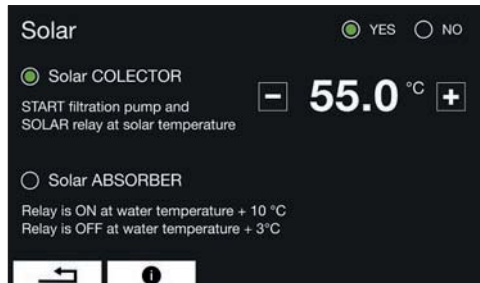 Solar
YES NO
Solar COLECTOR
START filtration pump and
SOLAR relay at solar temperature
− 55.0 °C +
Solar ABSORBER
Relay is ON at water temperature + 10 °C
Relay is OFF at water temperature + 3°C